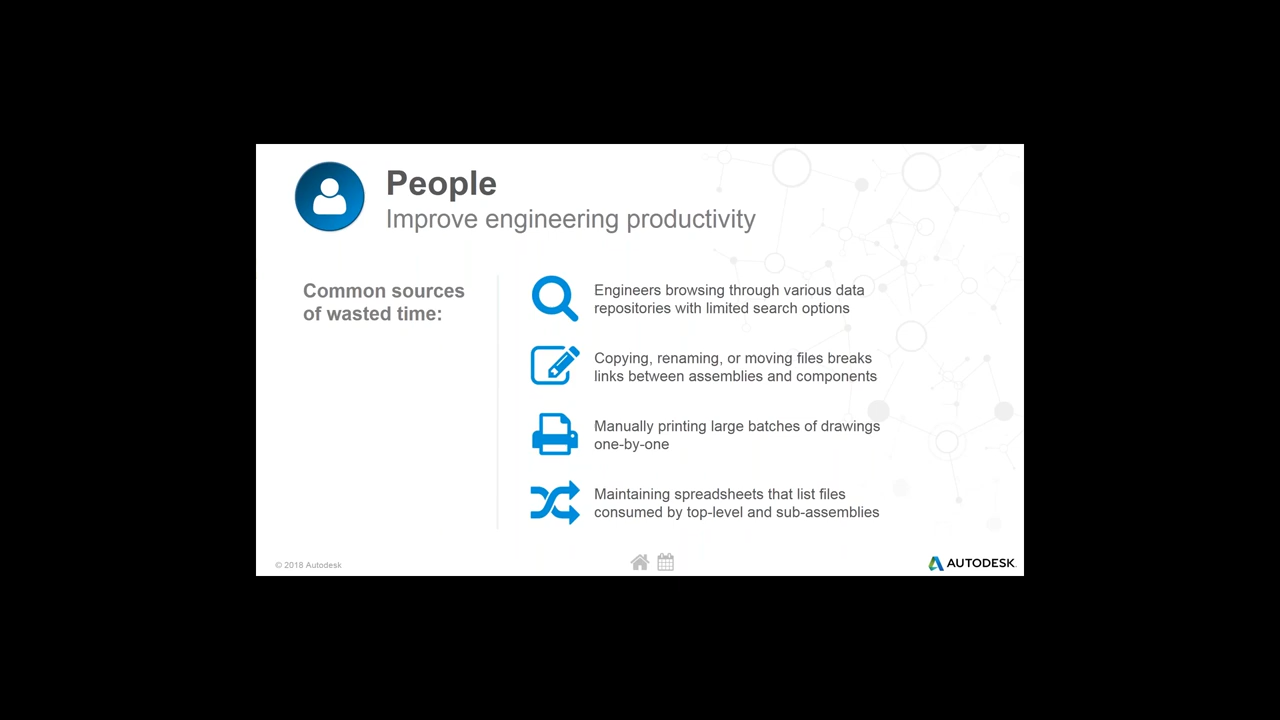 People
Improve engineering productivity
Common sources
of wasted time:
Engineers browsing through various data
repositories with limited search options
Copying, renaming, or moving files breaks
links between assemblies and components
Manually printing large batches of drawings
one-by-one
Maintaining spreadsheets that list files
consumed by top-level and sub-assemblies
© 2018 Autodesk
AUTODESK.